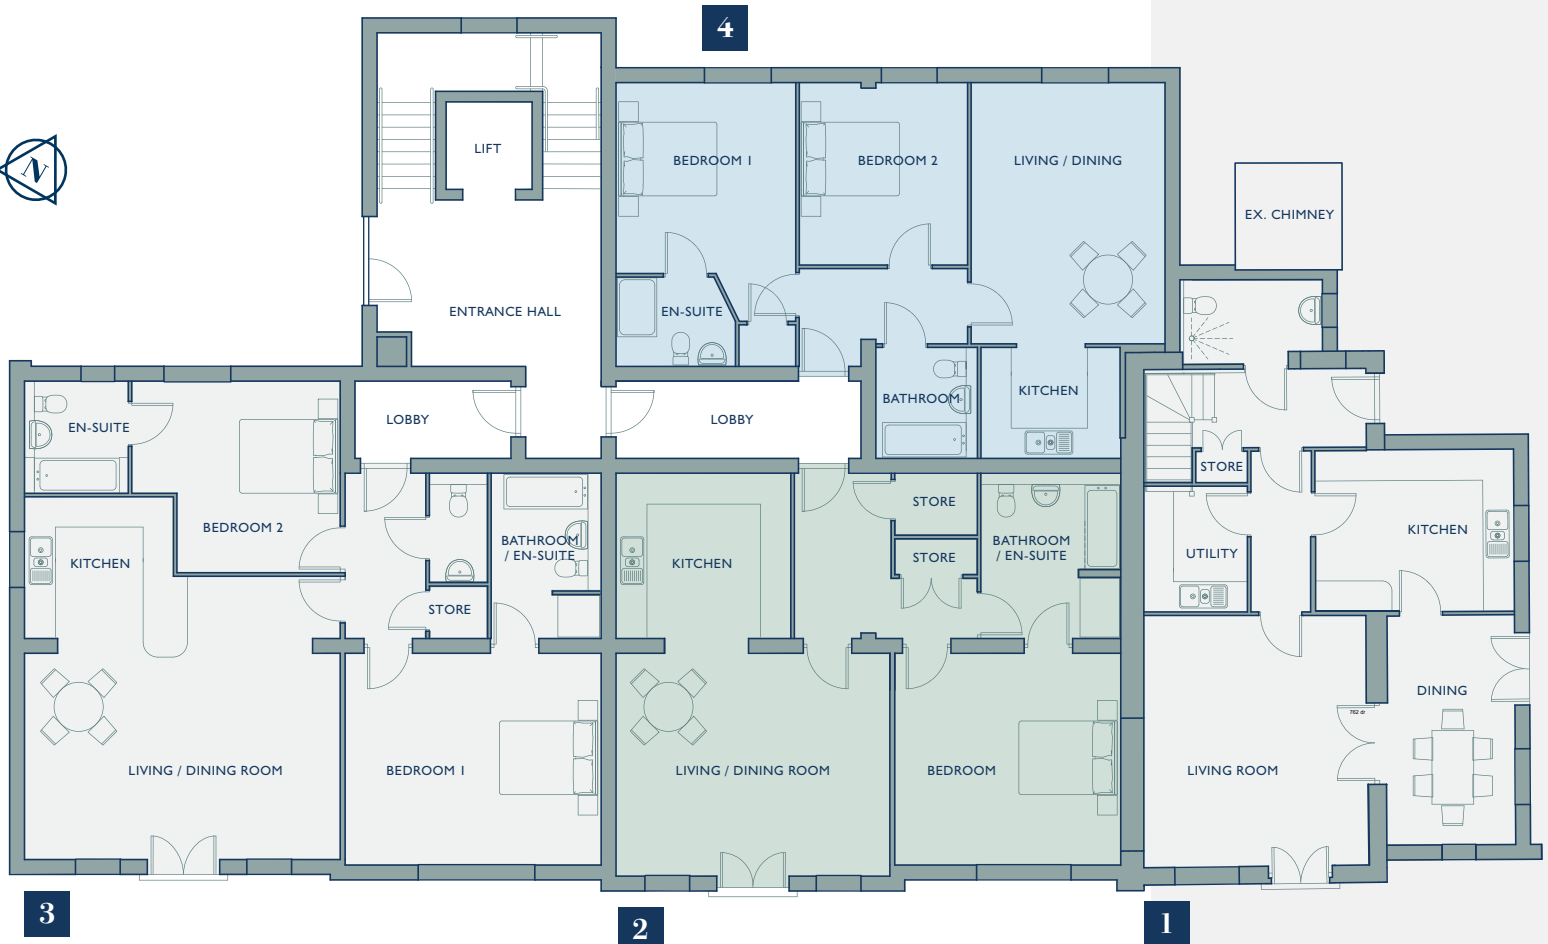 4
N
LIFT
BEDROOM 1
BEDROOM 2
LIVING / DINING
EX. CHIMNEY
ENTRANCE HALL
EN-SUITE
KITCHEN
BATHROOM
LOBBY
LOBBY
EN-SUITE
STORE
STORE
BEDROOM 2
KITCHEN
BATHROOM
/ EN-SUITE
BATHROOM
/ EN-SUITE
KITCHEN
UTILITY
KITCHEN
STORE
STORE
DINING
762 dr
LIVING / DINING ROOM
BEDROOM 1
LIVING / DINING ROOM
BEDROOM
LIVING ROOM
3
2
1